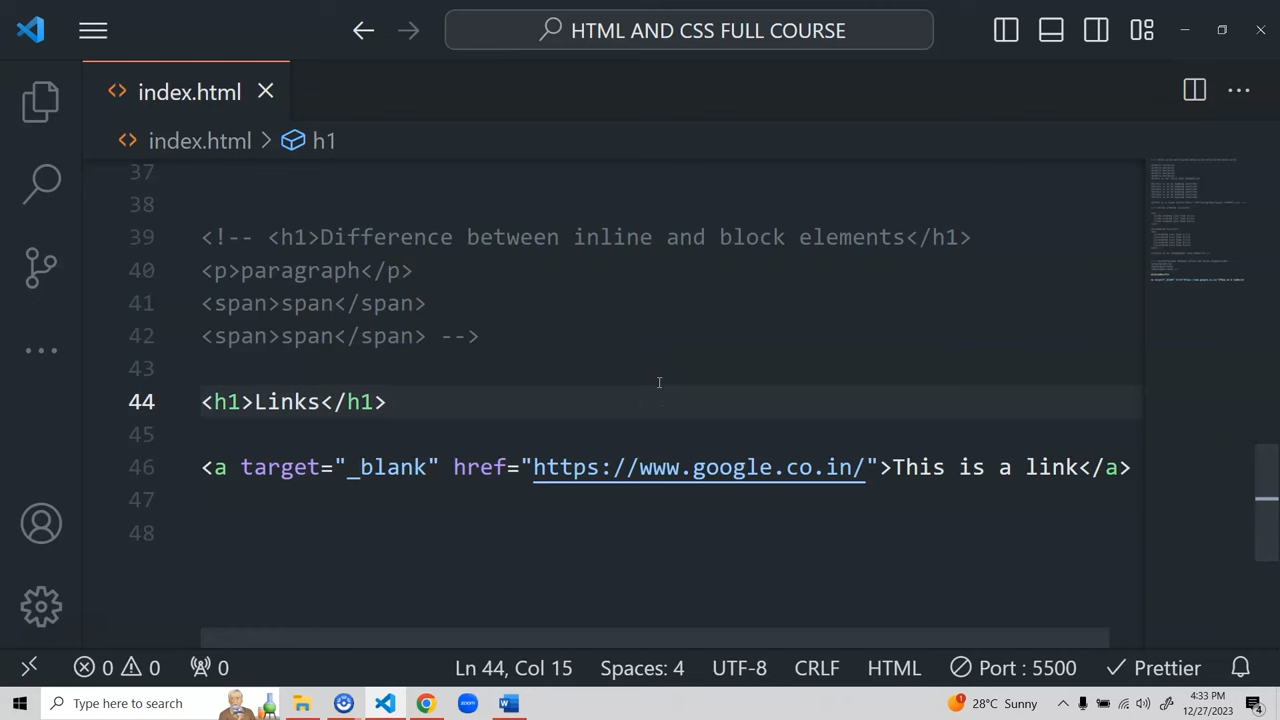 HTML AND CSS FULL COURSE
index.html
index.html > h1
37
38
39 <!-- <h1>Difference between inline and block elements</h1>
40 <p>paragraph</p>
41 <span>span</span>
42 <span>span</span> -->
43
44 <h1>Links</h1>
45
46 <a target="_blank" href="https://www.google.co.in/">This is a link</a>
47
48
0 0 0 Ln 44, Col 15 Spaces: 4 UTF-8 CRLF HTML Port : 5500 Prettier
Type here to search zoom W 1 28°C Sunny 4:33 PM
12/27/2023 4